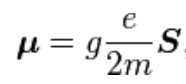 μ = g e/2m S,